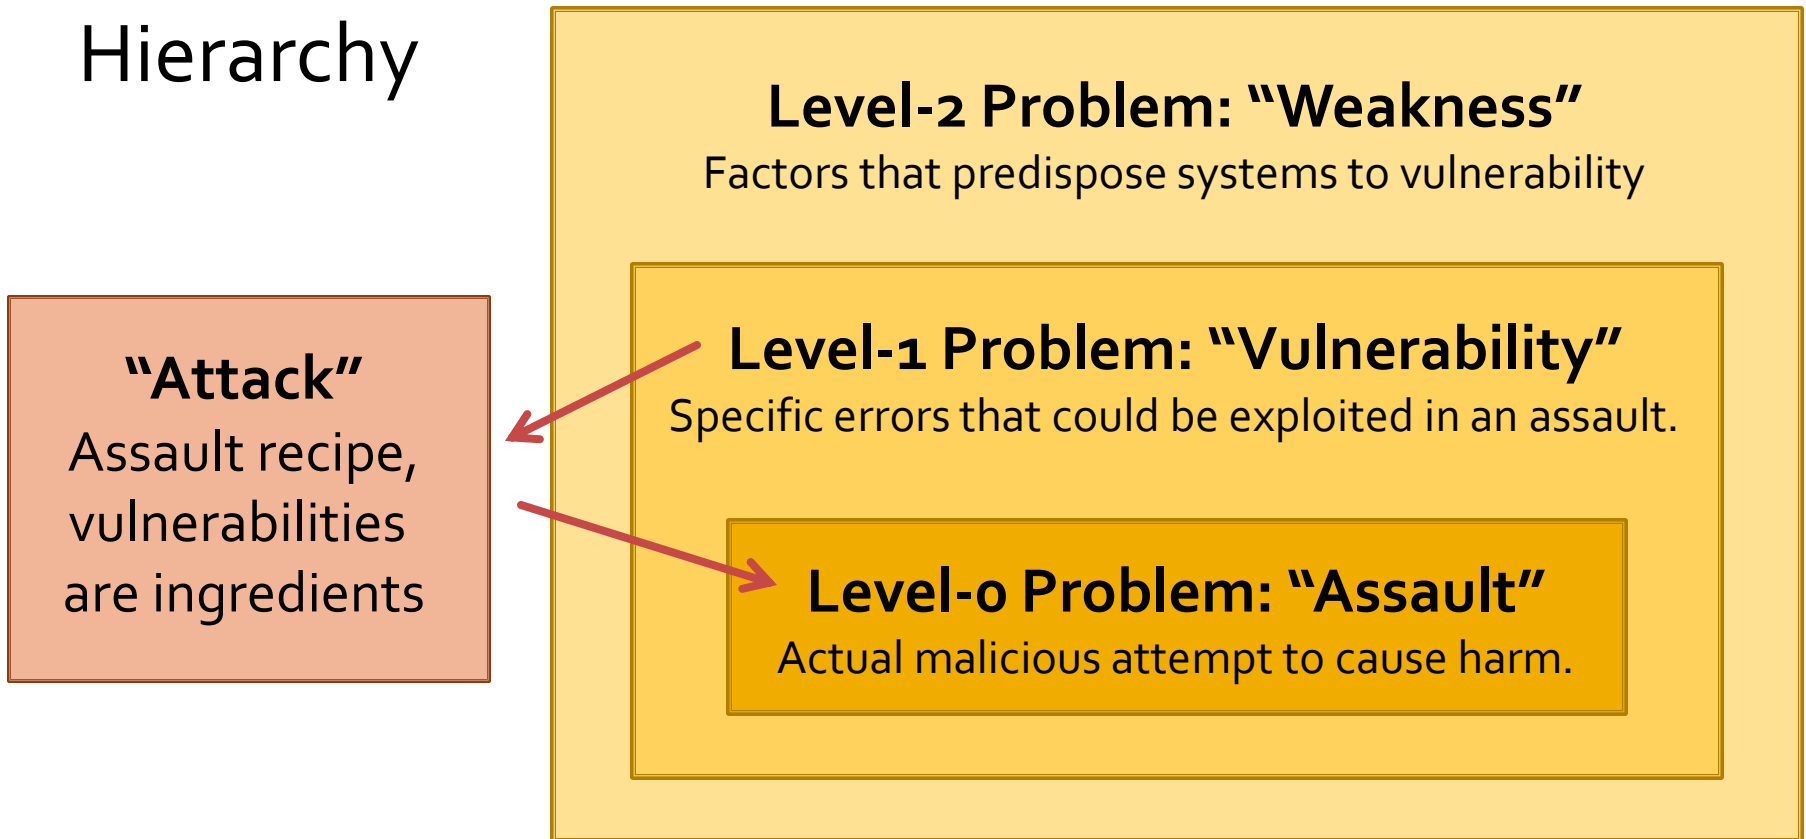 Hierarchy
Level-2 Problem: “Weakness”
Factors that predispose systems to vulnerability
“Attack”
Assault recipe,
vulnerabilities
are ingredients
Level-1 Problem: “Vulnerability”
Specific errors that could be exploited in an assault.
Level-0 Problem: “Assault”
Actual malicious attempt to cause harm.